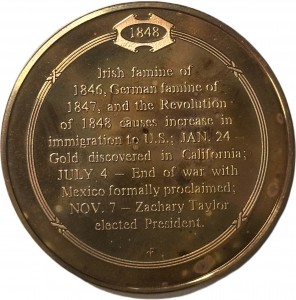 1848
Irish famine of
1846, German famine of
1847, and the Revolution
of 1848 causes increase in
immigration to U.S.; JAN. 24
Gold discovered in California;
JULY 4 – End of war with
Mexico formally proclaimed;
NOV. 7 – Zachary Taylor
elected President.